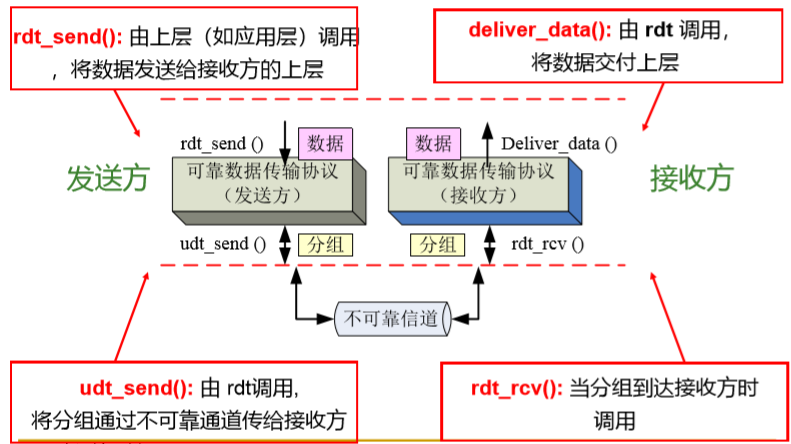 rdt_send(): 由上层（如应用层）调用
，将数据发送给接收方的上层
deliver_data(): 由 rdt 调用，
将数据交付上层
rdt_send ()
数据
数据
Deliver_data ()
发送方
可靠数据传输协议
（发送方）
可靠数据传输协议
（接收方）
接收方
udt_send ()
分组
分组
rdt_rcv ()
不可靠信道
udt_send(): 由 rdt调用,
将分组通过不可靠通道传给接收方
rdt_rcv(): 当分组到达接收方时
调用